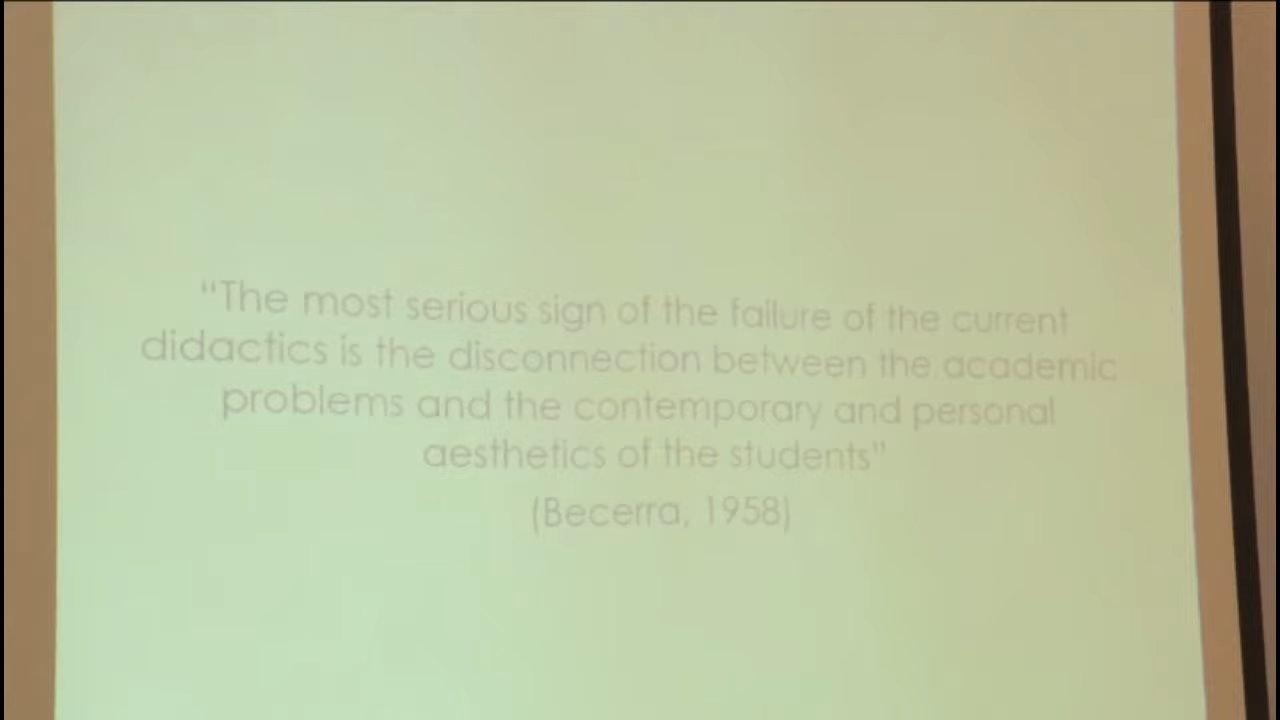 “The most serious sign of the failure of the current
didactics is the disconnection between the academic
problems and the contemporary and personal
aesthetics of the students”
(Becerra, 1958)